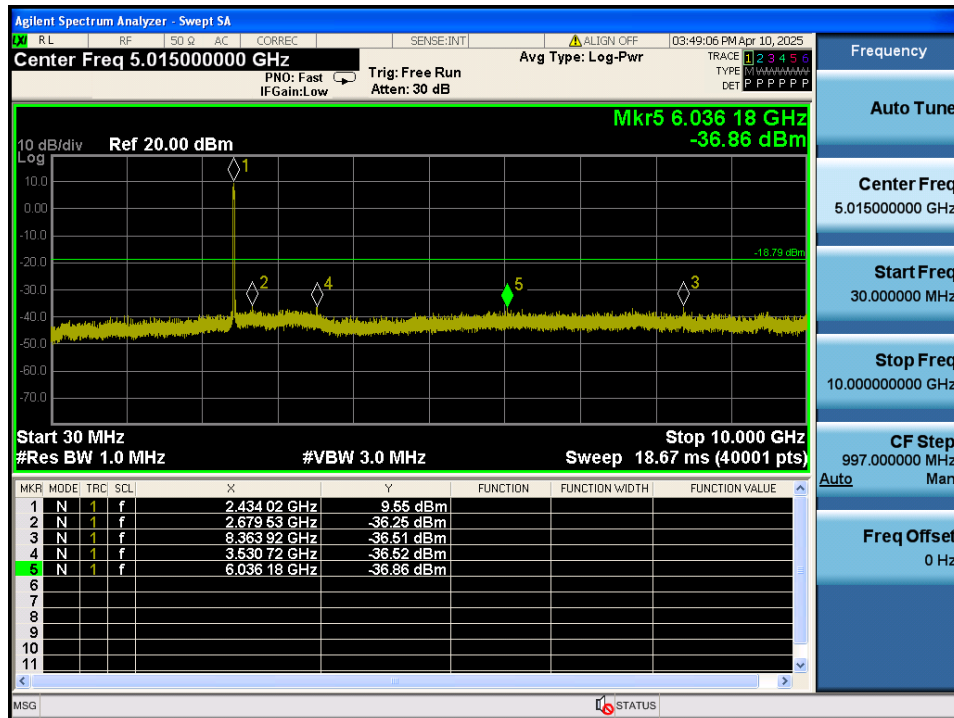 Agilent Spectrum Analyzer - Swept SA
LXI RL RF 50 Ω AC CORREC SENSE:INT ALIGN OFF 03:49:06 PM Apr 10, 2025
Center Freq 5.015000000 GHz
PNO: Fast
IFGain:Low
Trig: Free Run
Atten: 30 dB
Avg Type: Log-Pwr
TRACE 1 2 3 4 5 6
TYPE M WWWWW
DET P P P P P P
Mkr5 6.036 18 GHz
-36.86 dBm
10 dB/div Ref 20.00 dBm
Log
10.0
0.00
-10.0
-20.0
-30.0
-40.0
-50.0
-60.0
-70.0
1
2
4
5
3
-18.79 dBm
Start 30 MHz Stop 10.000 GHz
#Res BW 1.0 MHz #VBW 3.0 MHz Sweep 18.67 ms (40001 pts)
MKR MODE TRC SCL X Y FUNCTION FUNCTION WIDTH FUNCTION VALUE
1 N 1 f 2.434 02 GHz 9.55 dBm
2 N 1 f 2.679 53 GHz -36.25 dBm
3 N 1 f 8.363 92 GHz -36.51 dBm
4 N 1 f 3.530 72 GHz -36.52 dBm
5 N 1 f 6.036 18 GHz -36.86 dBm
6
7
8
9
10
11
MSG STATUS
Frequency
Auto Tune
Center Freq
5.015000000 GHz
Start Freq
30.000000 MHz
Stop Freq
10.000000000 GHz
CF Step
997.000000 MHz
Auto Man
Freq Offset
0 Hz